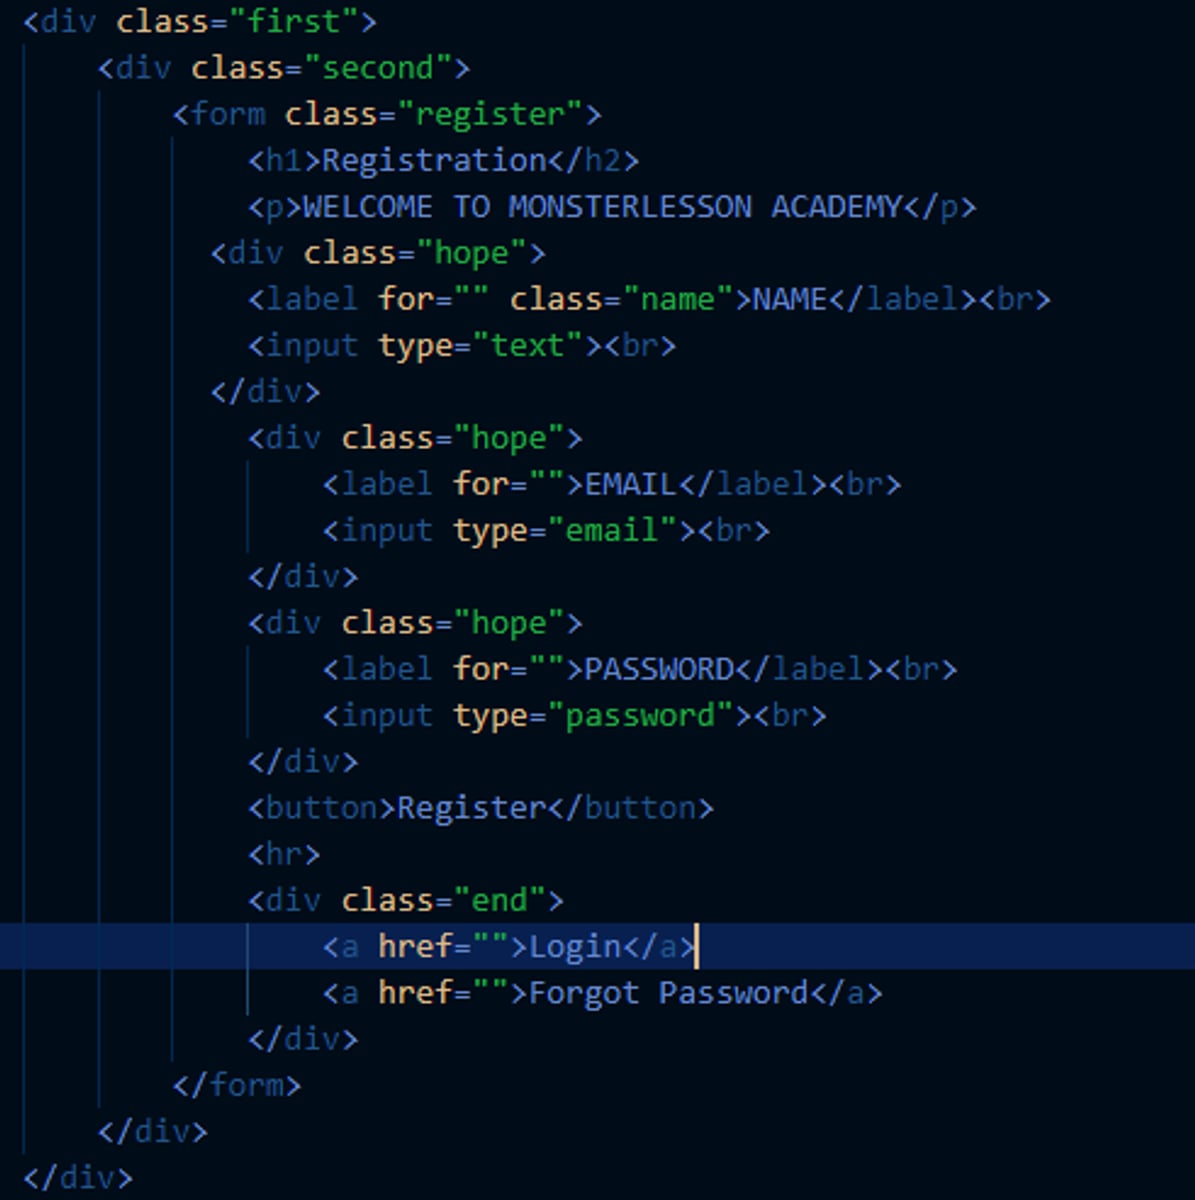 <div class="first">
<div class="second">
<form class="register">
<h1>Registration</h2>
<p>WELCOME TO MONSTERLESSON ACADEMY</p>
<div class="hope">
<label for="" class="name">NAME</label><br>
<input type="text"><br>
</div>
<div class="hope">
<label for="">EMAIL</label><br>
<input type="email"><br>
</div>
<div class="hope">
<label for="">PASSWORD</label><br>
<input type="password"><br>
</div>
<button>Register</button>
<hr>
<div class="end">
<a href="">Login</a>
<a href="">Forgot Password</a>
</div>
</form>
</div>
</div>